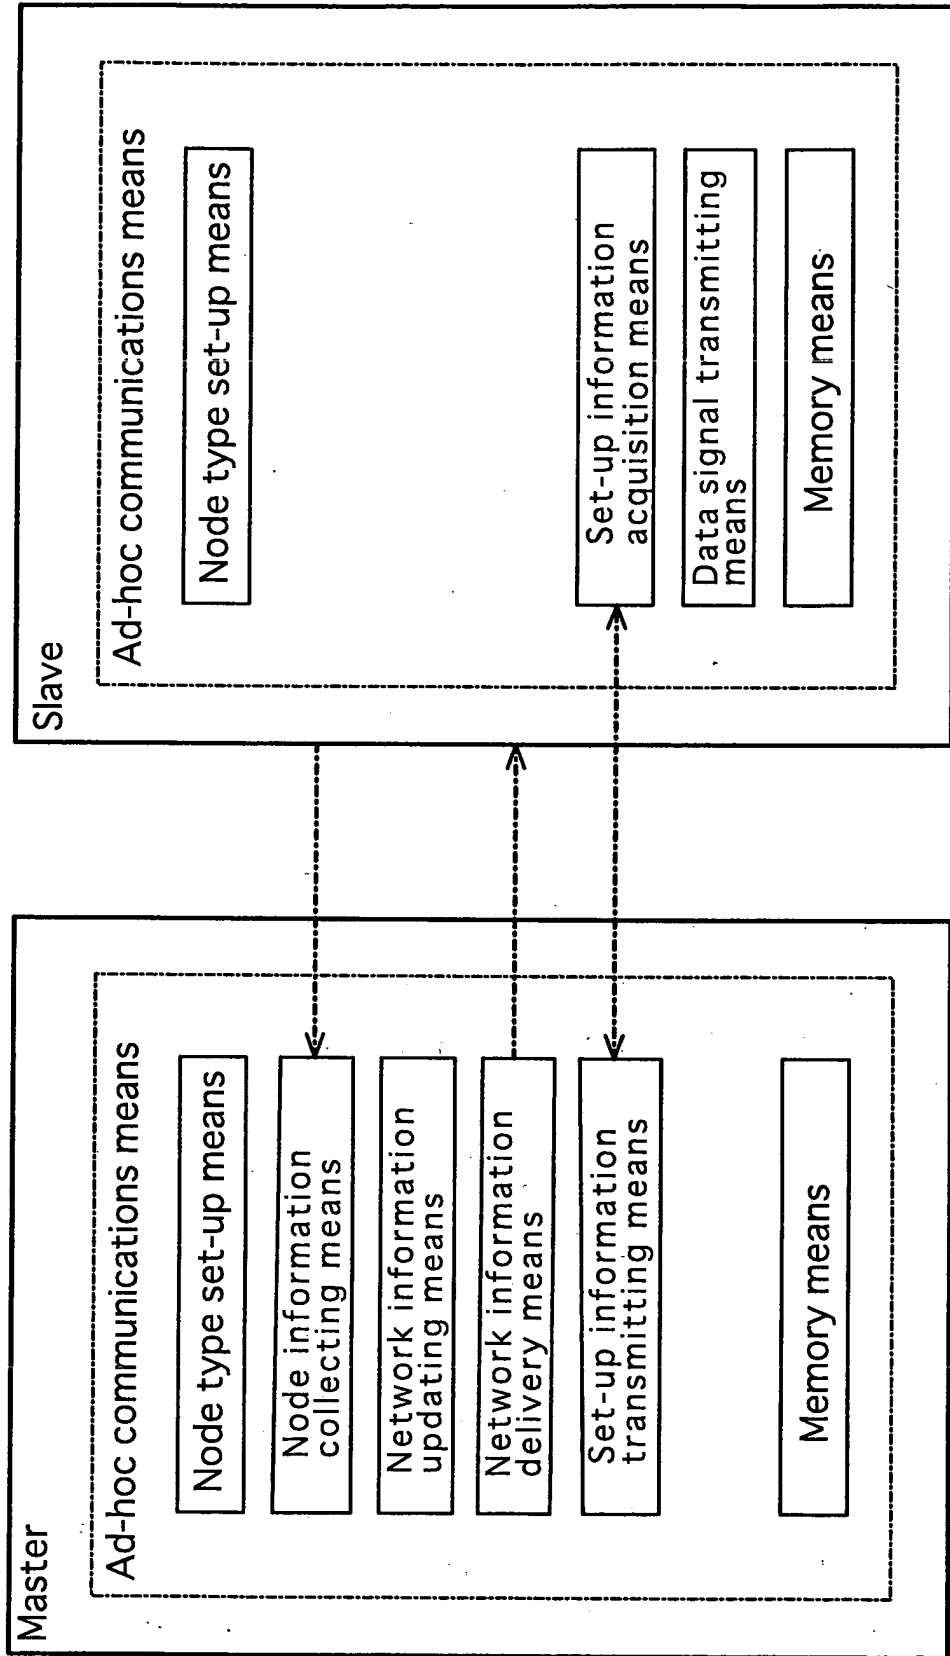 Master
Ad-hoc communications means
Node type set-up means
Node information
collecting means
Network information
updating means
Network information
delivery means
Set-up information
transmitting means
Memory means
Slave
Ad-hoc communications means
Node type set-up means
Set-up information
acquisition means
Data signal transmitting
means
Memory means